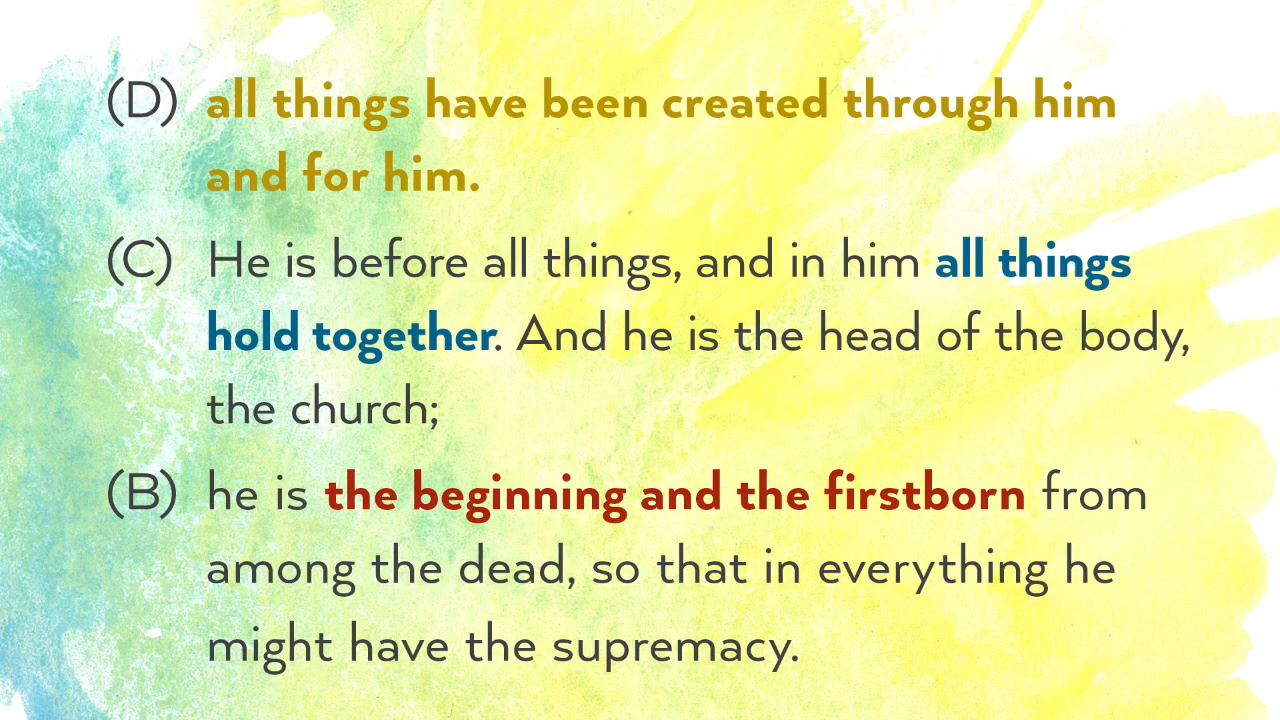 (D) all things have been created through him
and for him.
(C) He is before all things, and in him all things
hold together. And he is the head of the body,
the church;
(B) he is the beginning and the firstborn from
among the dead, so that in everything he
might have the supremacy.